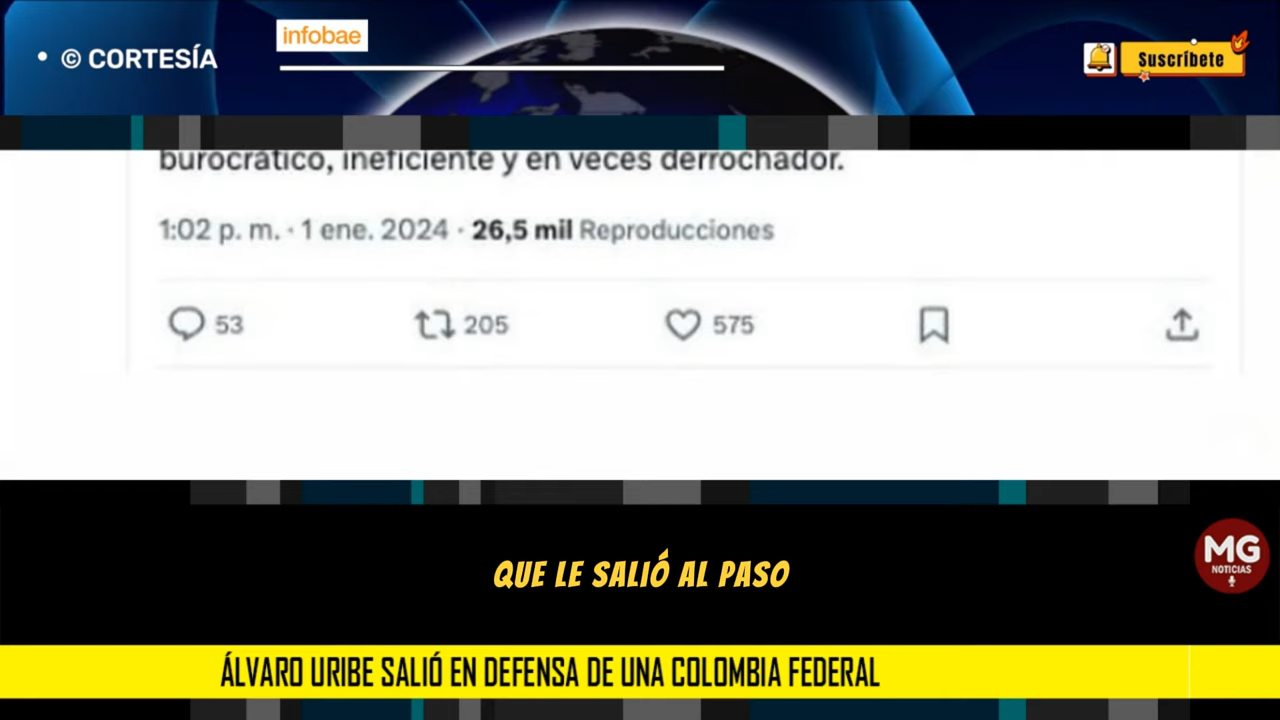 • © CORTESÍA
infobae
Suscríbete
burocrático, ineficiente y en veces derrochador.
1:02 p. m. · 1 ene. 2024 · 26,5 mil Reproducciones
53 205 575
QUE LE SALIÓ AL PASO
MG
NOTICIAS
ÁLVARO URIBE SALIÓ EN DEFENSA DE UNA COLOMBIA FEDERAL